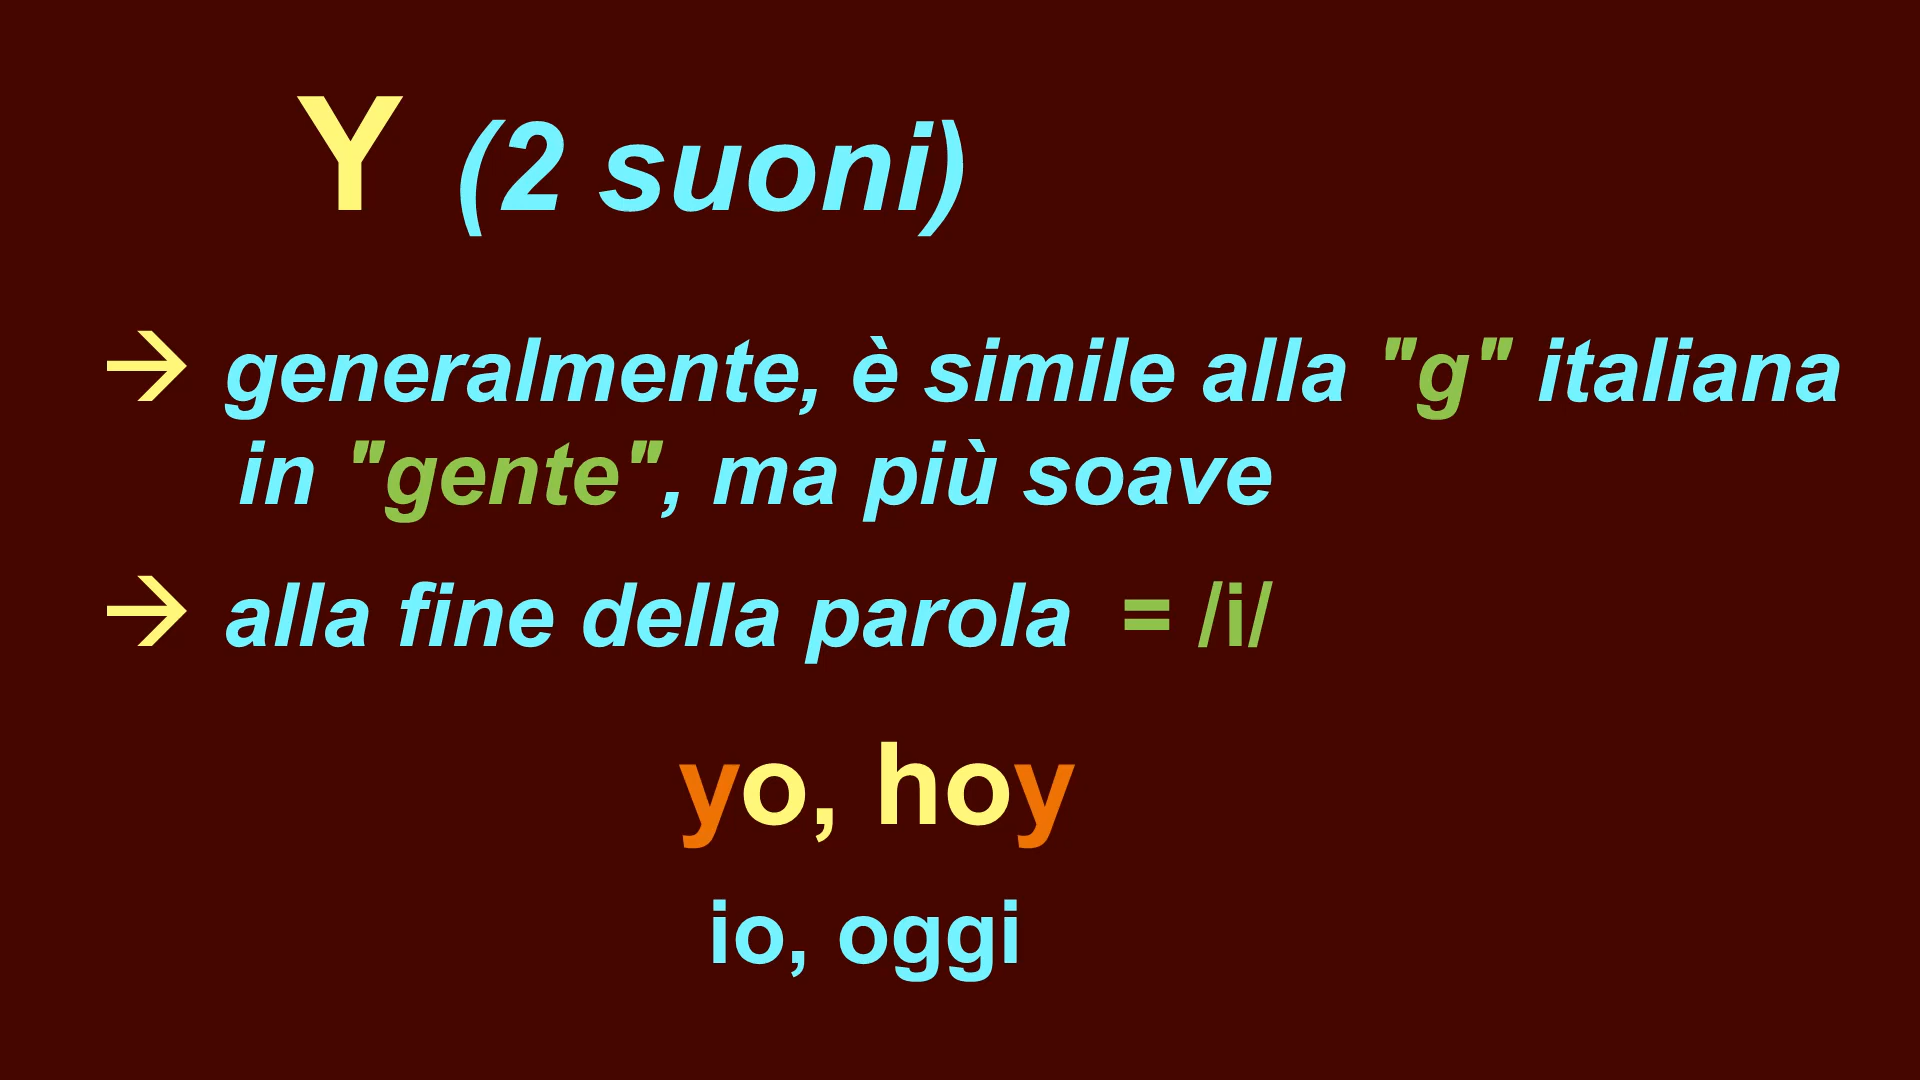 Y (2 suoni)
→ generalmente, è simile alla "g" italiana
in "gente", ma più soave
→ alla fine della parola = /i/
yo, hoy
io, oggi